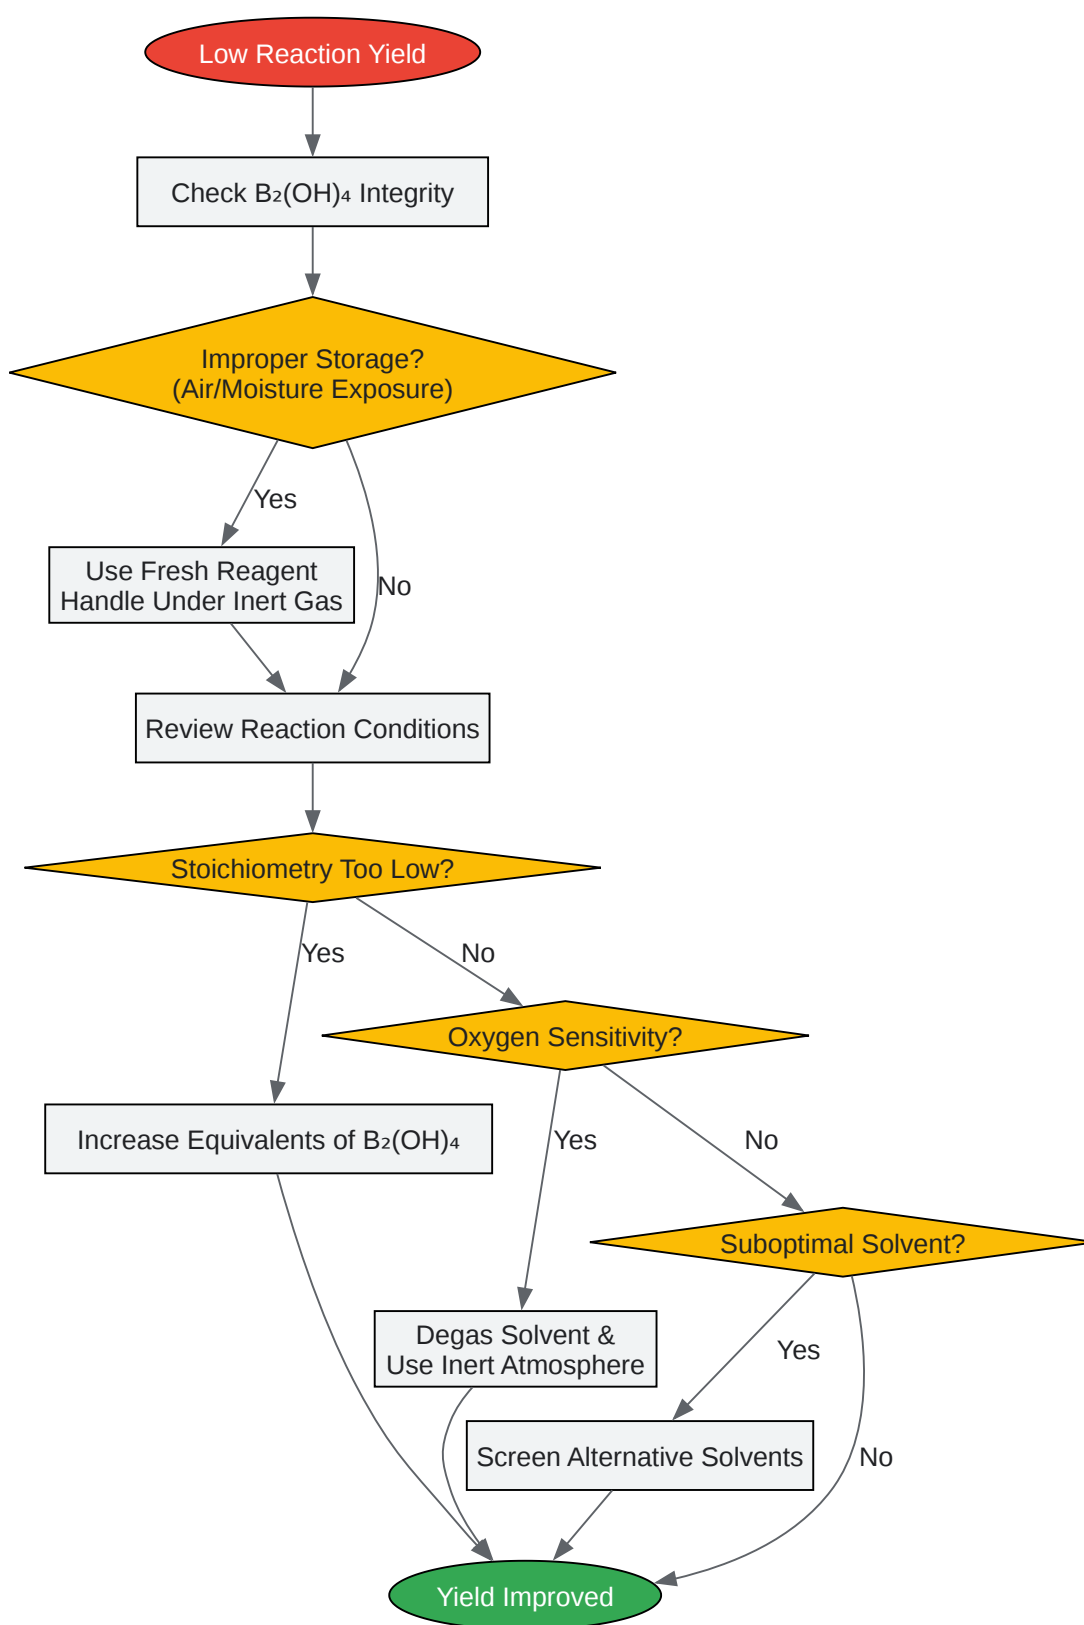 Low Reaction Yield
Check B₂(OH)₄ Integrity
Improper Storage?
(Air/Moisture Exposure)
Yes
No
Use Fresh Reagent
Handle Under Inert Gas
Review Reaction Conditions
Stoichiometry Too Low?
Yes
No
Oxygen Sensitivity?
Increase Equivalents of B₂(OH)₄
Yes
No
Suboptimal Solvent?
Degas Solvent &
Use Inert Atmosphere
Yes
Screen Alternative Solvents
No
Yield Improved